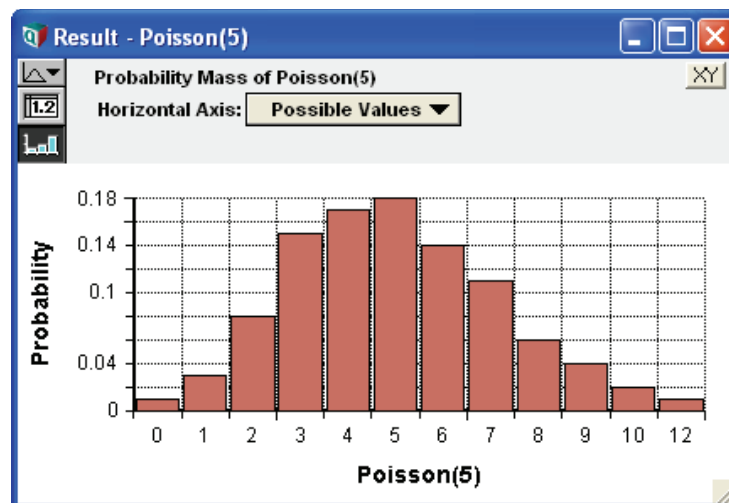 Result - Poisson(5)
Probability Mass of Poisson(5)
XY
1.2
Horizontal Axis: Possible Values
0.18
0.14
0.1
0.04
0
Probability
0 1 2 3 4 5 6 7 8 9 10 12
Poisson(5)